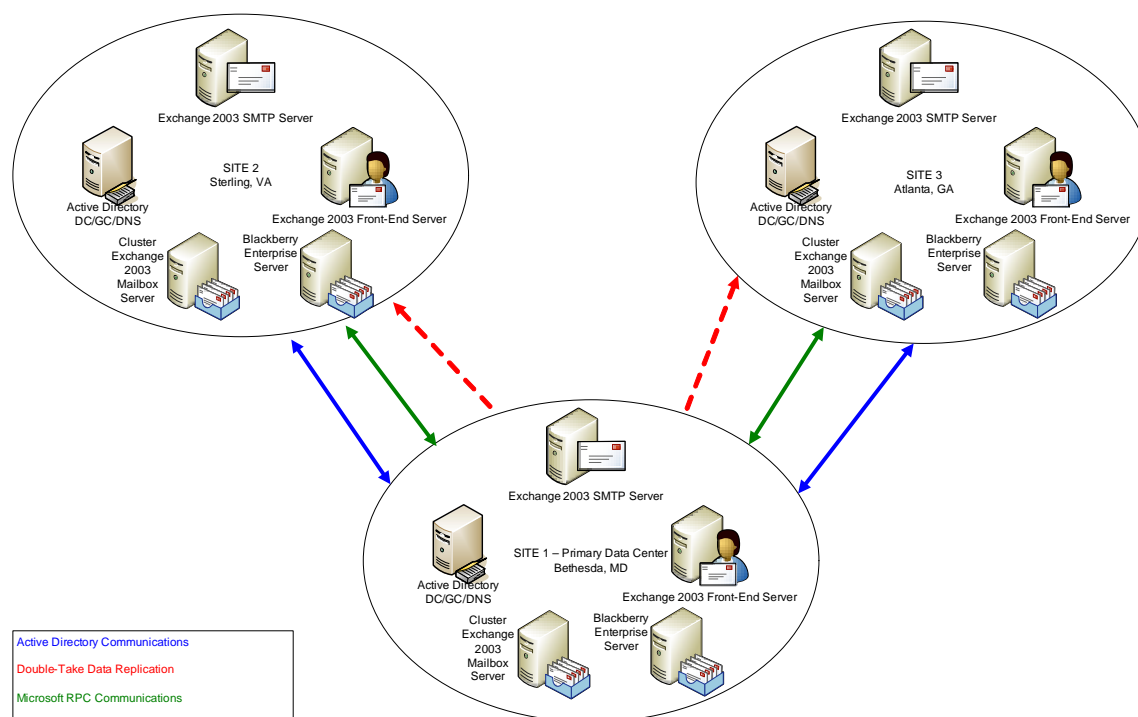 Exchange 2003 SMTP Server
SITE 2
Sterling, VA
Active Directory
DC/GC/DNS
Exchange 2003 Front-End Server
Cluster
Exchange
2003
Mailbox
Server
Blackberry
Enterprise
Server
Exchange 2003 SMTP Server
SITE 3
Atlanta, GA
Active Directory
DC/GC/DNS
Exchange 2003 Front-End Server
Cluster
Exchange
2003
Mailbox
Server
Blackberry
Enterprise
Server
Exchange 2003 SMTP Server
SITE 1 – Primary Data Center
Bethesda, MD
Active Directory
DC/GC/DNS
Exchange 2003 Front-End Server
Cluster
Exchange
2003
Mailbox
Server
Blackberry
Enterprise
Server
Active Directory Communications
Double-Take Data Replication
Microsoft RPC Communications